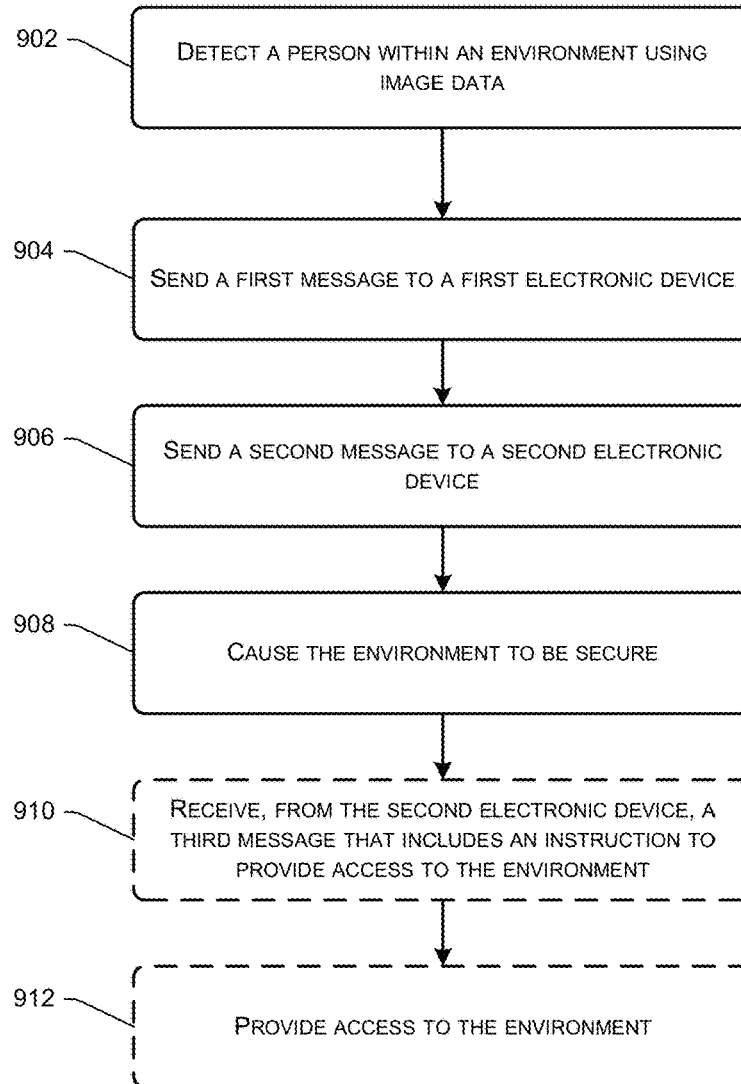 902
DETECT A PERSON WITHIN AN ENVIRONMENT USING
IMAGE DATA
904
SEND A FIRST MESSAGE TO A FIRST ELECTRONIC DEVICE
906
SEND A SECOND MESSAGE TO A SECOND ELECTRONIC
DEVICE
908
CAUSE THE ENVIRONMENT TO BE SECURE
910
RECEIVE, FROM THE SECOND ELECTRONIC DEVICE, A
THIRD MESSAGE THAT INCLUDES AN INSTRUCTION TO
PROVIDE ACCESS TO THE ENVIRONMENT
912
PROVIDE ACCESS TO THE ENVIRONMENT